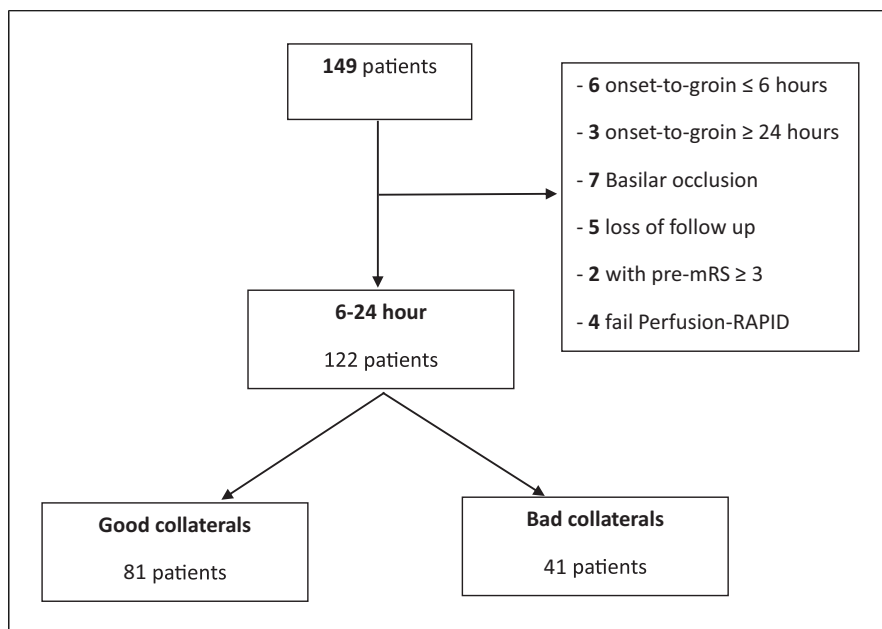 149 patients
- 6 onset-to-groin ≤ 6 hours
- 3 onset-to-groin ≥ 24 hours
- 7 Basilar occlusion
- 5 loss of follow up
- 2 with pre-mRS ≥ 3
- 4 fail Perfusion-RAPID
6-24 hour
122 patients
Good collaterals
81 patients
Bad collaterals
41 patients